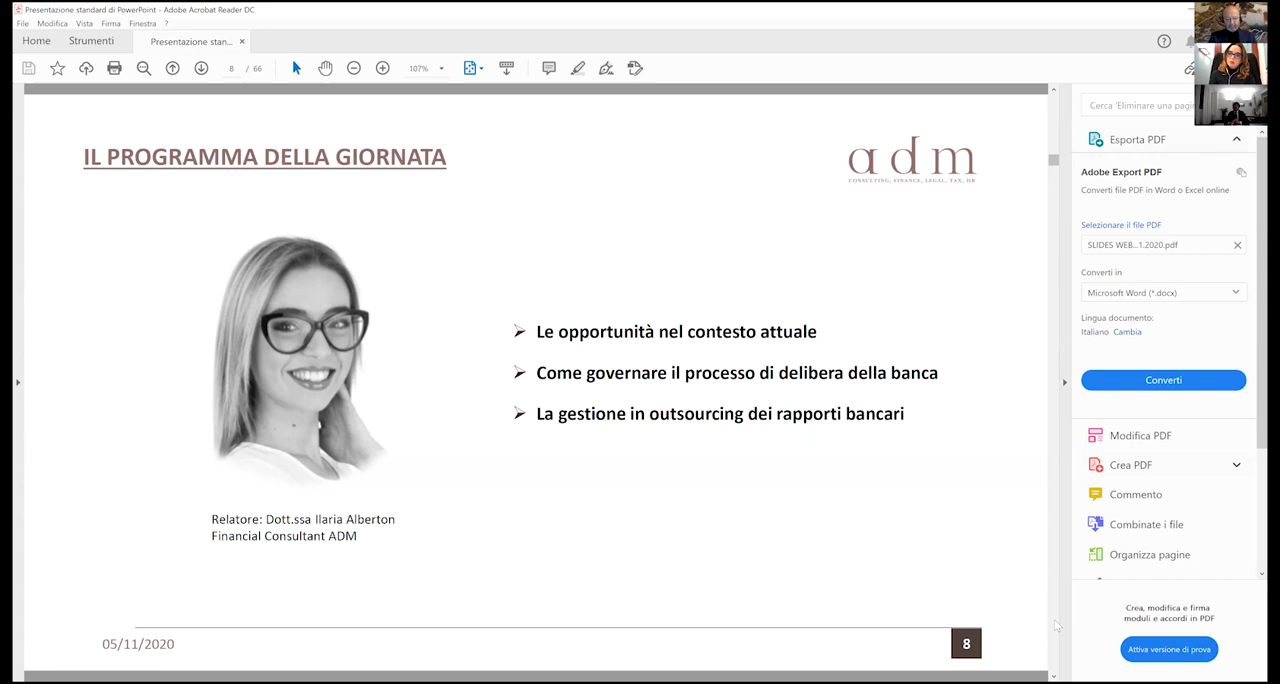 Presentazione standard di PowerPoint - Adobe Acrobat Reader DC
File Modifica Vista Firma Finestra ?
Home Strumenti Presentazione stan... ×
8 / 66 107%
IL PROGRAMMA DELLA GIORNATA
adm
CONSULTING, FINANCE, LEGAL, TAX, HR
Le opportunità nel contesto attuale
Come governare il processo di delibera della banca
La gestione in outsourcing dei rapporti bancari
Relatore: Dott.ssa Ilaria Alberton
Financial Consultant ADM
05/11/2020
8
Cerca 'Eliminare una pagin
Esporta PDF
Adobe Export PDF
Converti file PDF in Word o Excel online
Selezionare il file PDF
SLIDES WEB...1.2020.pdf
Converti in
Microsoft Word (*.docx)
Lingua documento:
Italiano Cambia
Converti
Modifica PDF
Crea PDF
Commento
Combinate i file
Organizza pagine
Crea, modifica e firma
moduli e accordi in PDF
Attiva versione di prova